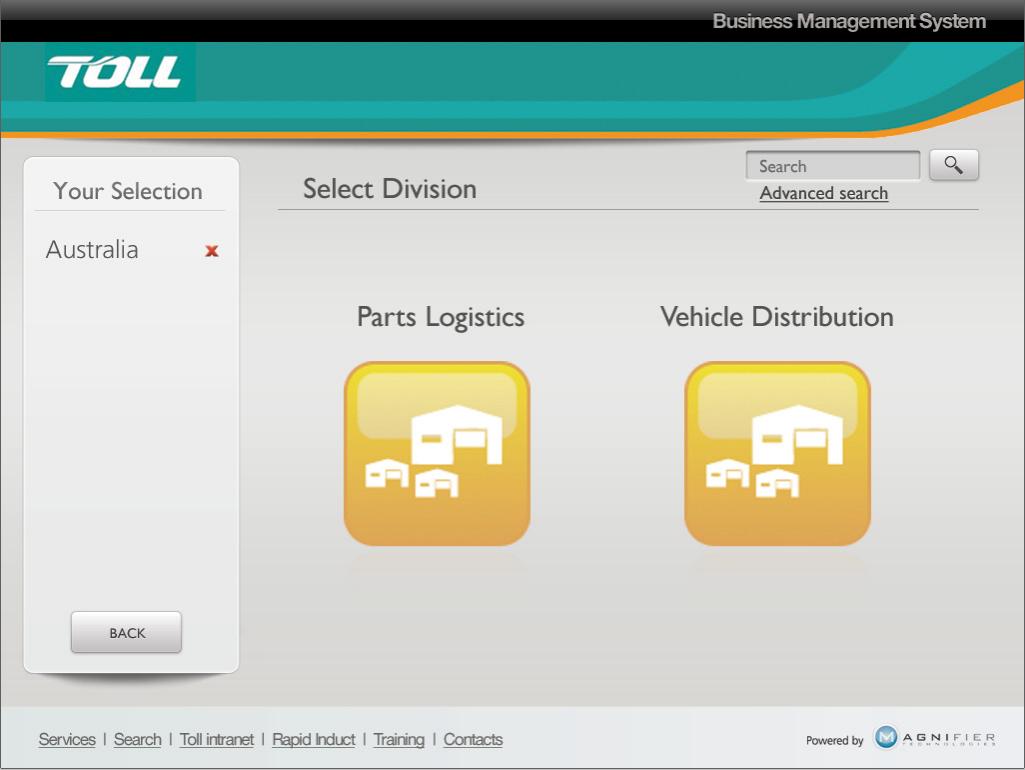 Business Management System
TOLL
Your Selection
Australia
BACK
Select Division
Search
Advanced search
Parts Logistics
Vehicle Distribution
Services | Search | Toll intranet | Rapid Induct | Training | Contacts
Powered by MAGNIFIER
TECHNOLOGIES